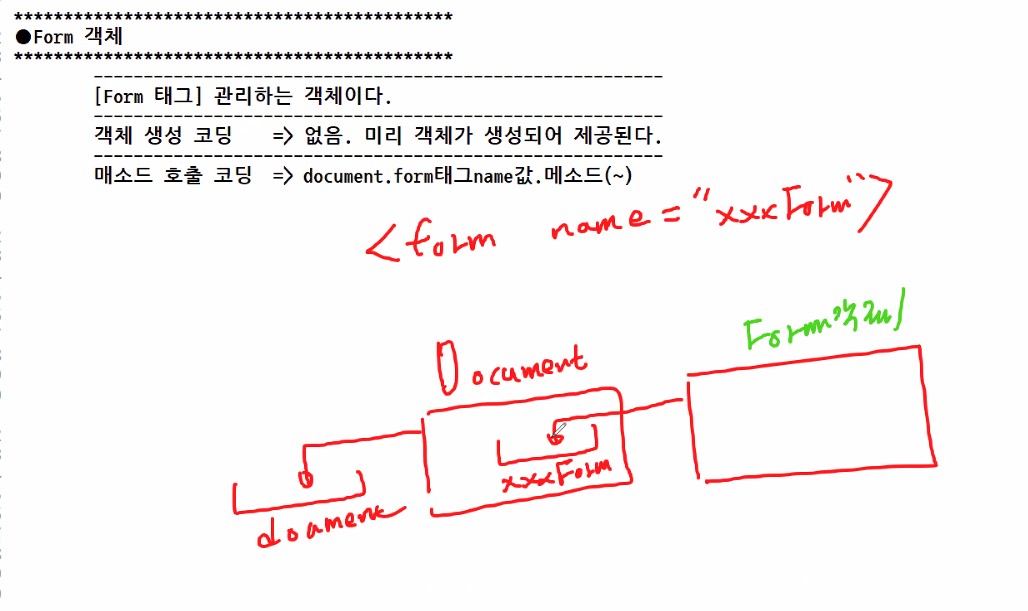 ********************************************
●Form 객체
********************************************
---------------------------------------------------------
[Form 태그] 관리하는 객체이다.
---------------------------------------------------------
객체 생성 코딩 => 없음. 미리 객체가 생성되어 제공된다.
---------------------------------------------------------
매소드 호출 코딩 => document.form태그name값.메소드(~)
<form name="xxxForm">
Form객체
Document
xxxForm
document